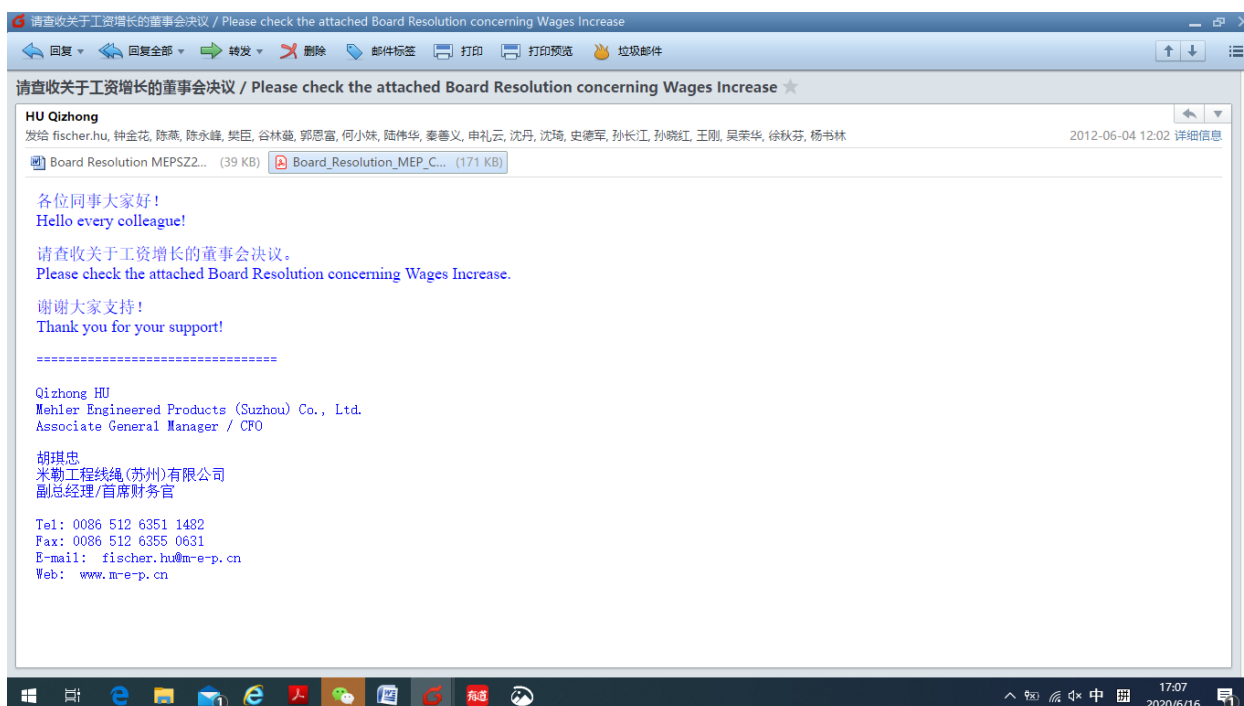 请查收关于工资增长的董事会决议 / Please check the attached Board Resolution concerning Wages Increase
回复 回复全部 转发 删除 邮件标签 打印 打印预览 垃圾邮件
请查收关于工资增长的董事会决议 / Please check the attached Board Resolution concerning Wages Increase
HU Qizhong
发给 fischer.hu, 钟金花, 陈燕, 陈永峰, 樊臣, 谷林蔓, 郭恩富, 何小妹, 陆伟华, 秦善义, 申礼云, 沈丹, 沈琦, 史德军, 孙长江, 孙晓红, 王刚, 吴荣华, 徐秋芬, 杨书林 2012-06-04 12:02 详细信息
Board Resolution MEPSZ2... (39 KB) Board_Resolution_MEP_C... (171 KB)
各位同事大家好！
Hello every colleague!
请查收关于工资增长的董事会决议。
Please check the attached Board Resolution concerning Wages Increase.
谢谢大家支持！
Thank you for your support!
=================================
Qizhong HU
Mehler Engineered Products (Suzhou) Co., Ltd.
Associate General Manager / CFO
胡琪忠
米勒工程线绳(苏州)有限公司
副总经理/首席财务官
Tel: 0086 512 6351 1482
Fax: 0086 512 6355 0631
E-mail: fischer.hu@m-e-p.cn
Web: www.m-e-p.cn
有道 中 拼 17:07
2020/6/16